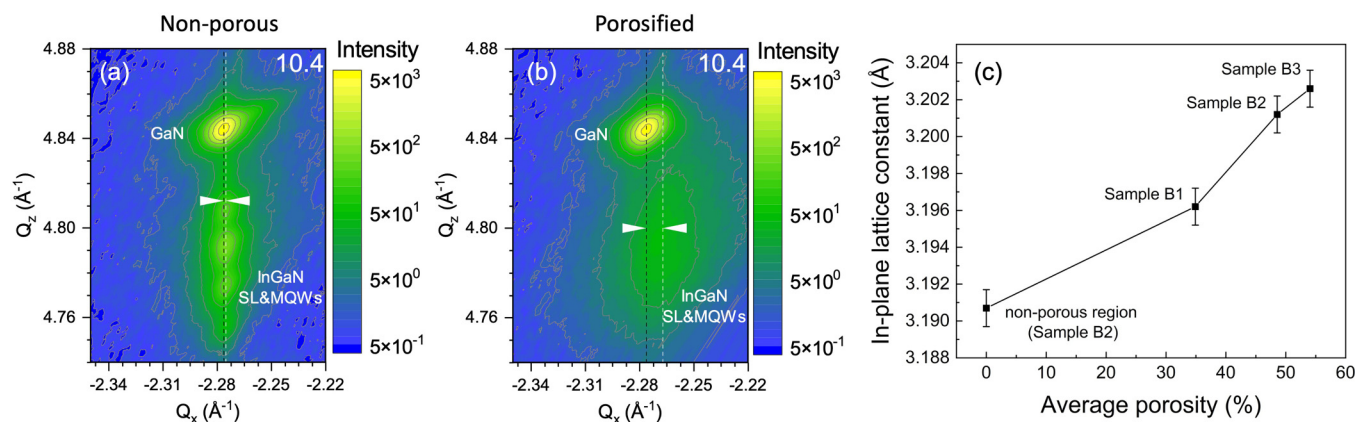 Non-porous
Porosified
(a)
10.4
Intensity
5×10³
5×10²
5×10¹
5×10⁰
5×10⁻¹
GaN
InGaN
SL&MQWs
4.88
4.84
4.80
4.76
Q_z (Å⁻¹)
-2.34
-2.31
-2.28
-2.25
-2.22
Q_x (Å⁻¹)
(b)
10.4
Intensity
5×10³
5×10²
5×10¹
5×10⁰
5×10⁻¹
GaN
InGaN
SL&MQWs
4.88
4.84
4.80
4.76
Q_z (Å⁻¹)
-2.34
-2.31
-2.28
-2.25
-2.22
Q_x (Å⁻¹)
(c)
In-plane lattice constant (Å)
3.204
3.202
3.200
3.198
3.196
3.194
3.192
3.190
3.188
Sample B3
Sample B2
Sample B1
non-porous region
(Sample B2)
0
10
20
30
40
50
60
Average porosity (%)